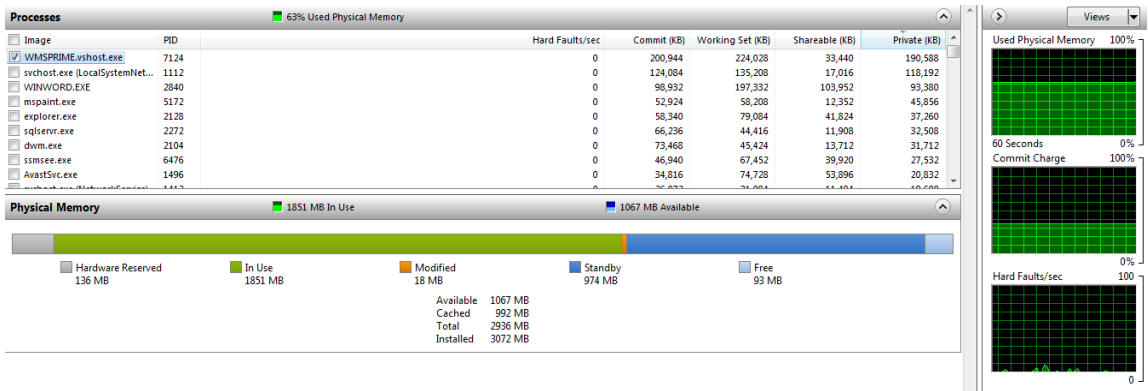 Processes 63% Used Physical Memory
Image PID Hard Faults/sec Commit (KB) Working Set (KB) Shareable (KB) Private (KB)
WMSPRIME.vshost.exe 7124 0 200,944 224,028 33,440 190,588
svchost.exe (LocalSystemNet... 1112 0 124,084 135,208 17,016 118,192
WINWORD.EXE 2840 0 98,932 197,332 103,952 93,380
mspaint.exe 5172 0 52,924 58,208 12,352 45,856
explorer.exe 2128 0 58,340 79,084 41,824 37,260
sqlservr.exe 2272 0 66,236 44,416 11,908 32,508
dwm.exe 2104 0 73,468 45,424 13,712 31,712
ssmsee.exe 6476 0 46,940 67,452 39,920 27,532
AvastSvc.exe 1496 0 34,816 74,728 53,896 20,832
Physical Memory 1851 MB In Use 1067 MB Available
Hardware Reserved In Use Modified Standby Free
136 MB 1851 MB 18 MB 974 MB 93 MB
Available 1067 MB
Cached 992 MB
Total 2936 MB
Installed 3072 MB
Views
Used Physical Memory 100%
60 Seconds 0%
Commit Charge 100%
0%
Hard Faults/sec 100
0